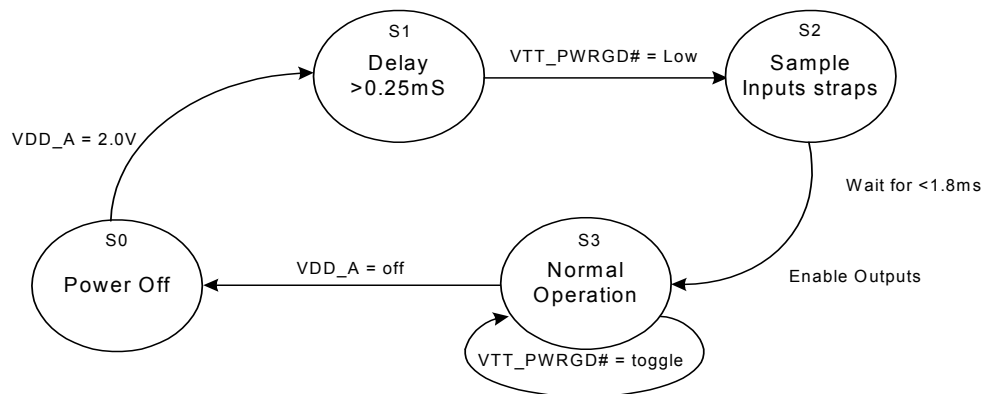 S1
Delay
>0.25mS
VTT_PWRGD# = Low
S2
Sample
Inputs straps
VDD_A = 2.0V
Wait for <1.8ms
S0
Power Off
VDD_A = off
S3
Normal
Operation
Enable Outputs
VTT_PWRGD# = toggle